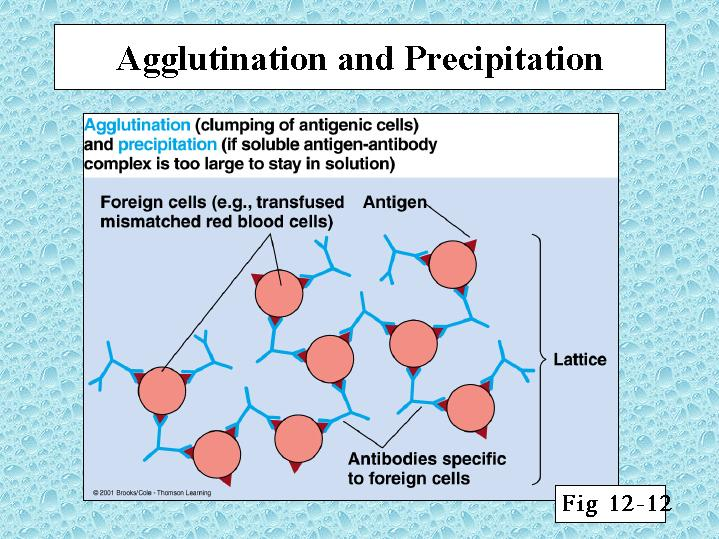 Agglutination and Precipitation
Agglutination (clumping of antigenic cells)
and precipitation (if soluble antigen-antibody
complex is too large to stay in solution)
Foreign cells (e.g., transfused
mismatched red blood cells)
Antigen
Lattice
Antibodies specific
to foreign cells
© 2001 Brooks/Cole - Thomson Learning
Fig 12-12